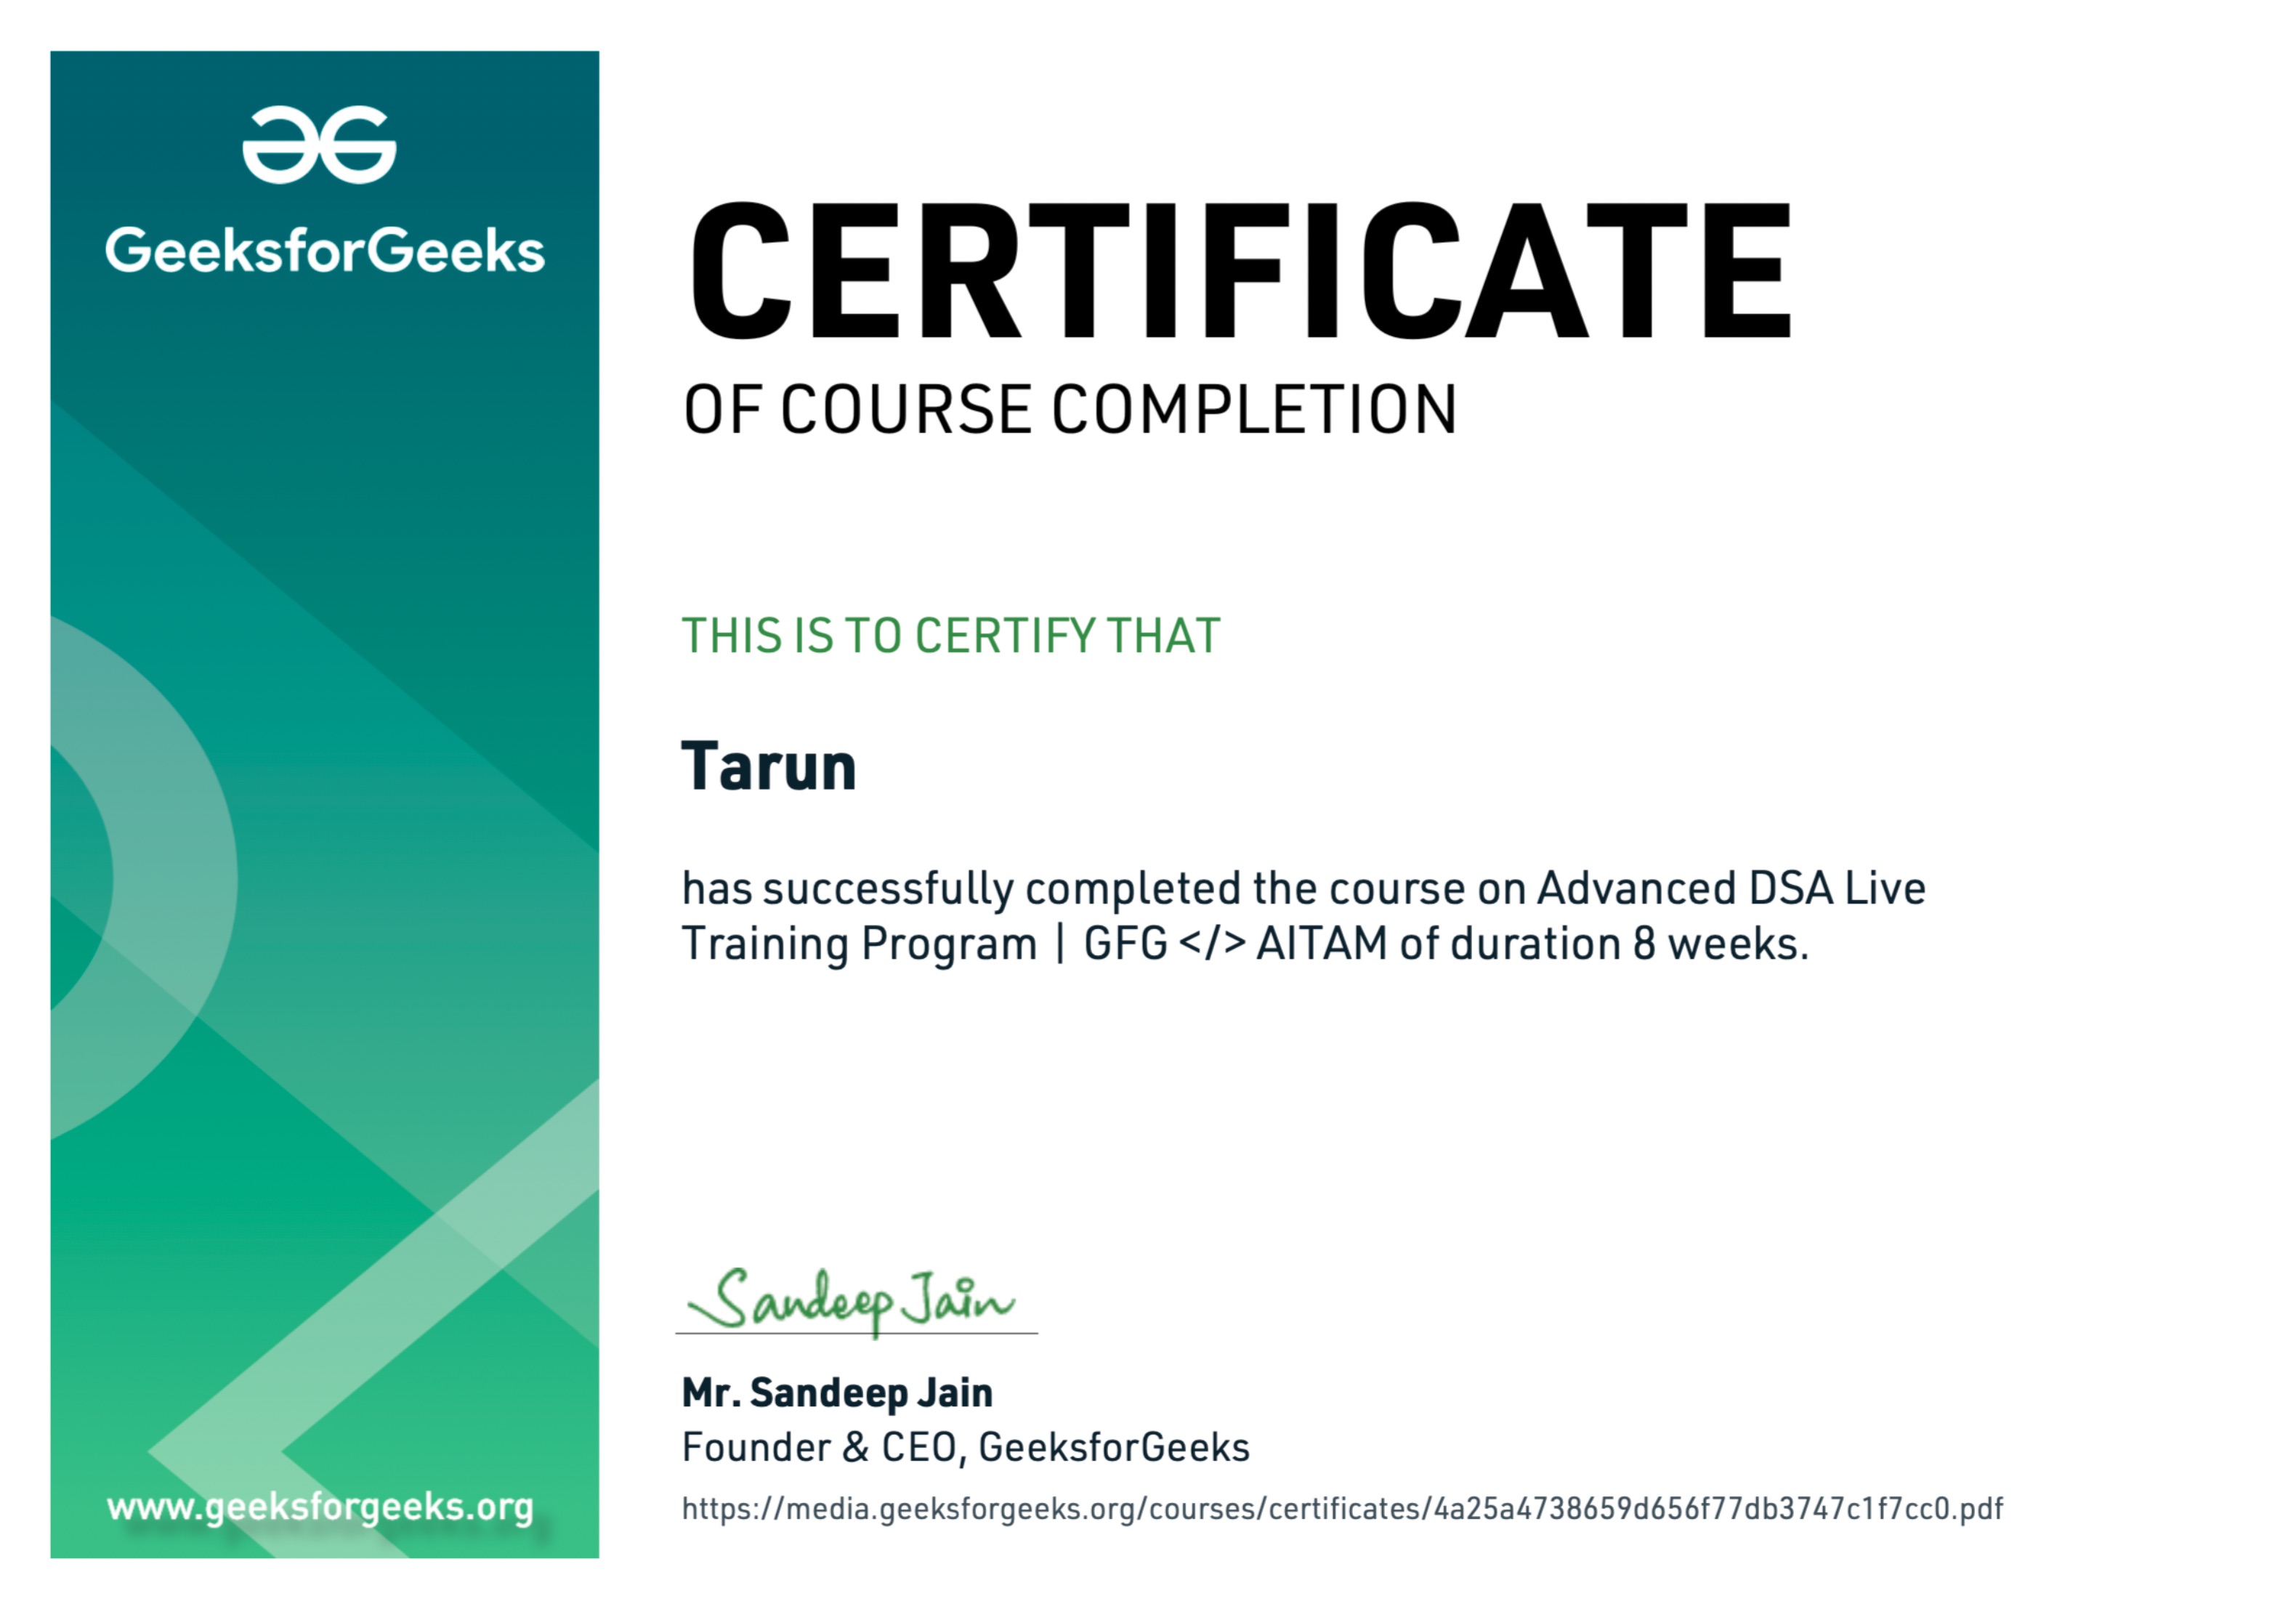 GeeksforGeeks
CERTIFICATE
OF COURSE COMPLETION
THIS IS TO CERTIFY THAT
Tarun
has successfully completed the course on Advanced DSA Live
Training Program | GFG </> AITAM of duration 8 weeks.
Sandeep Jain
Mr. Sandeep Jain
Founder & CEO, GeeksforGeeks
https://media.geeksforgeeks.org/courses/certificates/4a25a4738659d656f77db3747c1f7cc0.pdf
www.geeksforgeeks.org